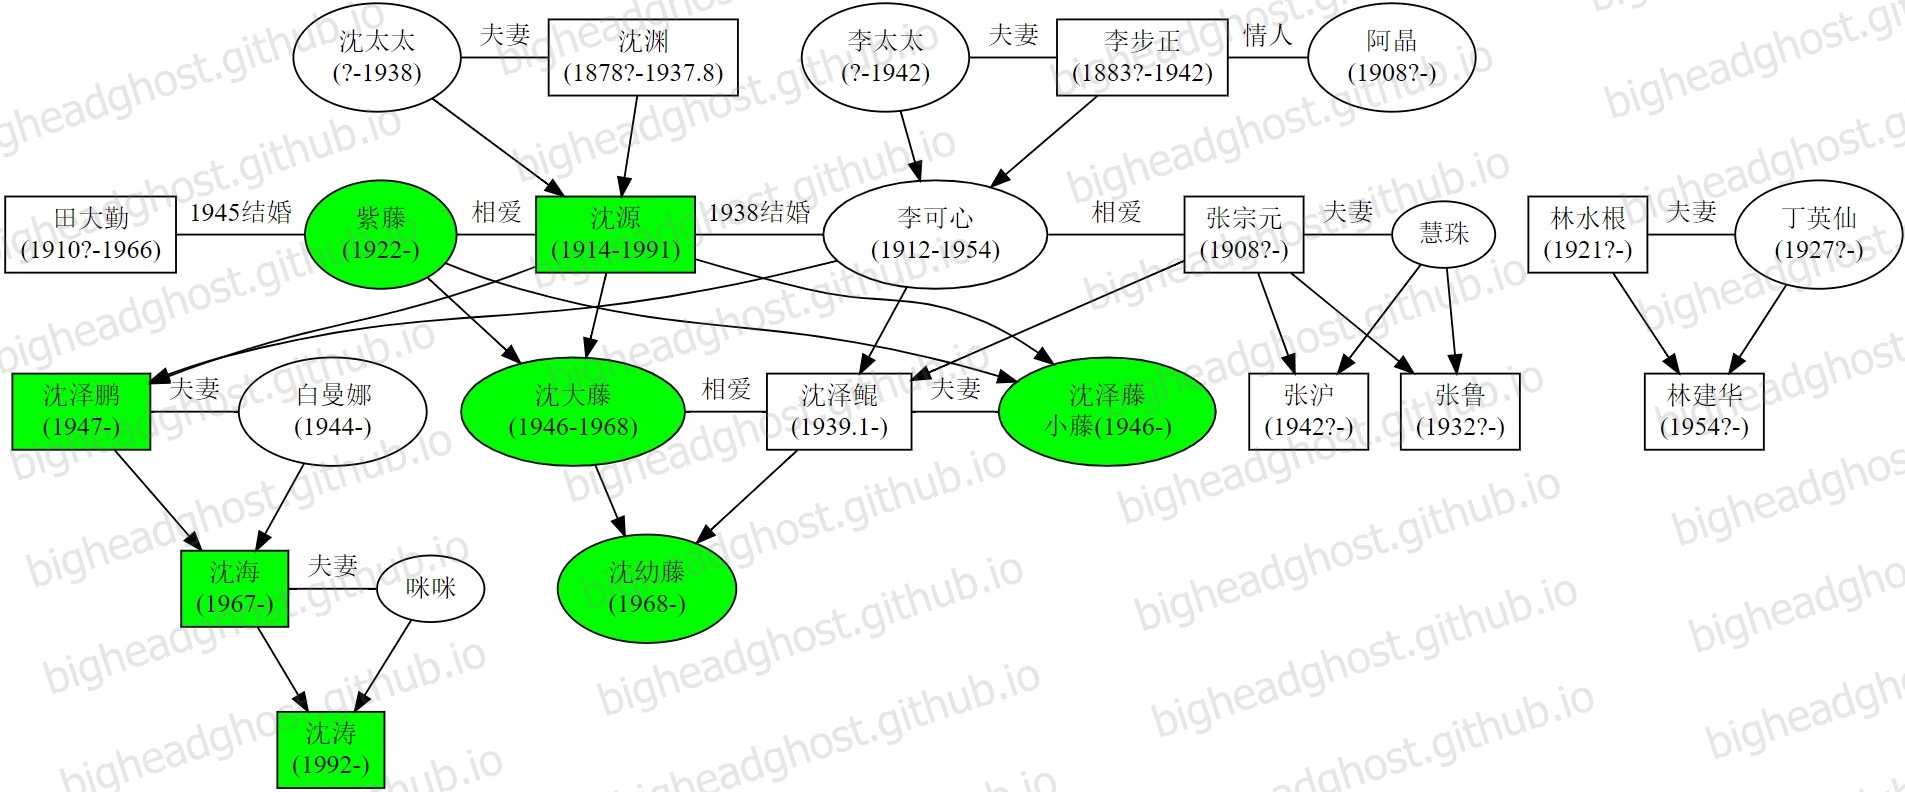 沈太太
(?-1938)
夫妻
沈渊
(1878?-1937.8)
李太太
(?-1942)
夫妻
李步正
(1883?-1942)
情人
阿晶
(1908?-)
田大勤
(1910?-1966)
1945结婚
紫藤
(1922-)
相爱
沈源
(1914-1991)
1938结婚
李可心
(1912-1954)
相爱
张宗元
(1908?-)
夫妻
慧珠
林水根
(1921?-)
夫妻
丁英仙
(1927?-)
沈泽鹏
(1947-)
夫妻
白曼娜
(1944-)
沈大藤
(1946-1968)
相爱
沈泽鲲
(1939.1-)
夫妻
沈泽藤
小藤(1946-)
张沪
(1942?-)
张鲁
(1932?-)
林建华
(1954?-)
沈海
(1967-)
夫妻
咪咪
沈幼藤
(1968-)
沈涛
(1992-)
bigheadghost.github.io